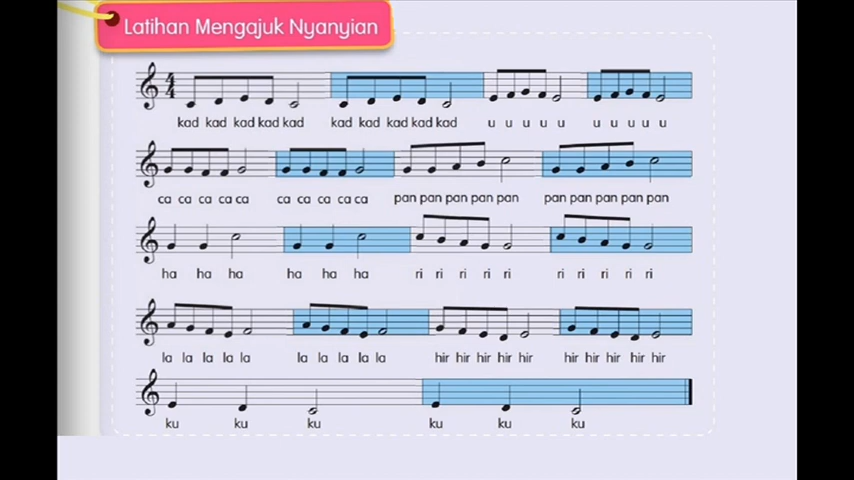 Latihan Mengajuk Nyanyian
4
4
kad kad kad kad kad kad kad kad kad kad u u u u u u u u u u
ca ca ca ca ca ca ca ca ca ca pan pan pan pan pan pan pan pan pan pan
ha ha ha ha ha ha ri ri ri ri ri ri ri ri ri ri
la la la la la la la la la la hir hir hir hir hir hir hir hir hir hir
ku ku ku ku ku ku